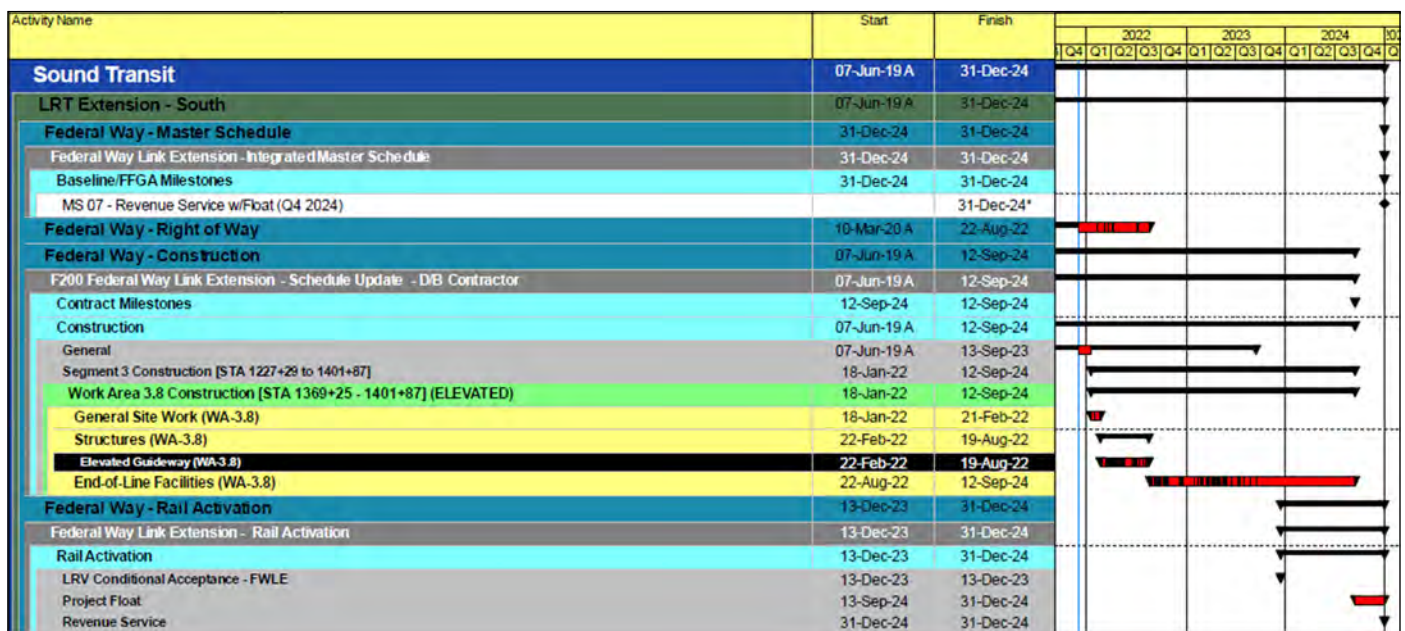 Activity Name Start Finish
2022 2023 2024 202
Q4 Q1 Q2 Q3 Q4 Q1 Q2 Q3 Q4 Q1 Q2 Q3 Q4 Q
Sound Transit 07-Jun-19 A 31-Dec-24
LRT Extension - South 07-Jun-19 A 31-Dec-24
Federal Way - Master Schedule 31-Dec-24 31-Dec-24
Federal Way Link Extension - Integrated Master Schedule 31-Dec-24 31-Dec-24
Baseline/FFGA Milestones 31-Dec-24 31-Dec-24
MS 07 - Revenue Service w/Float (Q4 2024) 31-Dec-24*
Federal Way - Right of Way 10-Mar-20 A 22-Aug-22
Federal Way - Construction 07-Jun-19 A 12-Sep-24
F200 Federal Way Link Extension - Schedule Update - D/B Contractor 07-Jun-19 A 12-Sep-24
Contract Milestones 12-Sep-24 12-Sep-24
Construction 07-Jun-19 A 12-Sep-24
General 07-Jun-19 A 13-Sep-23
Segment 3 Construction [STA 1227+29 to 1401+87] 18-Jan-22 12-Sep-24
Work Area 3.8 Construction [STA 1369+25 - 1401+87] (ELEVATED) 18-Jan-22 12-Sep-24
General Site Work (WA-3.8) 18-Jan-22 21-Feb-22
Structures (WA-3.8) 22-Feb-22 19-Aug-22
Elevated Guideway (WA-3.8) 22-Feb-22 19-Aug-22
End-of-Line Facilities (WA-3.8) 22-Aug-22 12-Sep-24
Federal Way - Rail Activation 13-Dec-23 31-Dec-24
Federal Way Link Extension - Rail Activation 13-Dec-23 31-Dec-24
Rail Activation 13-Dec-23 31-Dec-24
LRV Conditional Acceptance - FWLE 13-Dec-23 13-Dec-23
Project Float 13-Sep-24 31-Dec-24
Revenue Service 31-Dec-24 31-Dec-24